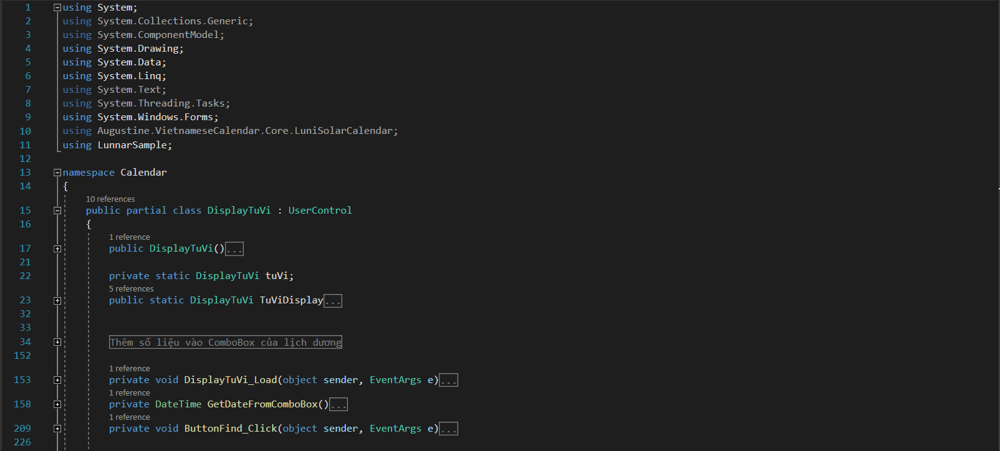 1 using System;
2 using System.Collections.Generic;
3 using System.ComponentModel;
4 using System.Drawing;
5 using System.Data;
6 using System.Linq;
7 using System.Text;
8 using System.Threading.Tasks;
9 using System.Windows.Forms;
10 using Augustine.VietnameseCalendar.Core.LuniSolarCalendar;
11 using LunnarSample;
12
13 namespace Calendar
14 {
10 references
15 public partial class DisplayTuVi : UserControl
16 {
1 reference
17 public DisplayTuVi()...
21
22 private static DisplayTuVi tuVi;
5 references
23 public static DisplayTuVi TuViDisplay...
32
33
34 Thêm số liệu vào ComboBox của lịch dương
152
1 reference
153 private void DisplayTuVi_Load(object sender, EventArgs e)...
1 reference
158 private DateTime GetDateFromComboBox()...
1 reference
209 private void ButtonFind_Click(object sender, EventArgs e)...
226